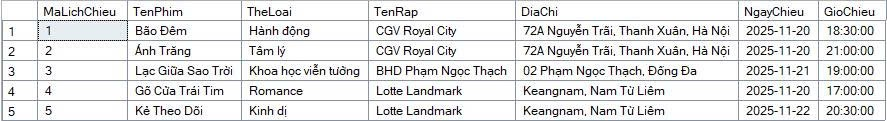 MaLichChieu TenPhim TheLoai TenRap DiaChi NgayChieu GioChieu
1 1 Bão Đêm Hành động CGV Royal City 72A Nguyễn Trãi, Thanh Xuân, Hà Nội 2025-11-20 18:30:00
2 2 Ánh Trăng Tâm lý CGV Royal City 72A Nguyễn Trãi, Thanh Xuân, Hà Nội 2025-11-20 21:00:00
3 3 Lạc Giữa Sao Trời Khoa học viễn tưởng BHD Phạm Ngọc Thạch 02 Phạm Ngọc Thạch, Đống Đa 2025-11-21 19:00:00
4 4 Gõ Cửa Trái Tim Romance Lotte Landmark Keangnam, Nam Từ Liêm 2025-11-20 17:00:00
5 5 Kẻ Theo Dõi Kinh dị Lotte Landmark Keangnam, Nam Từ Liêm 2025-11-22 20:30:00